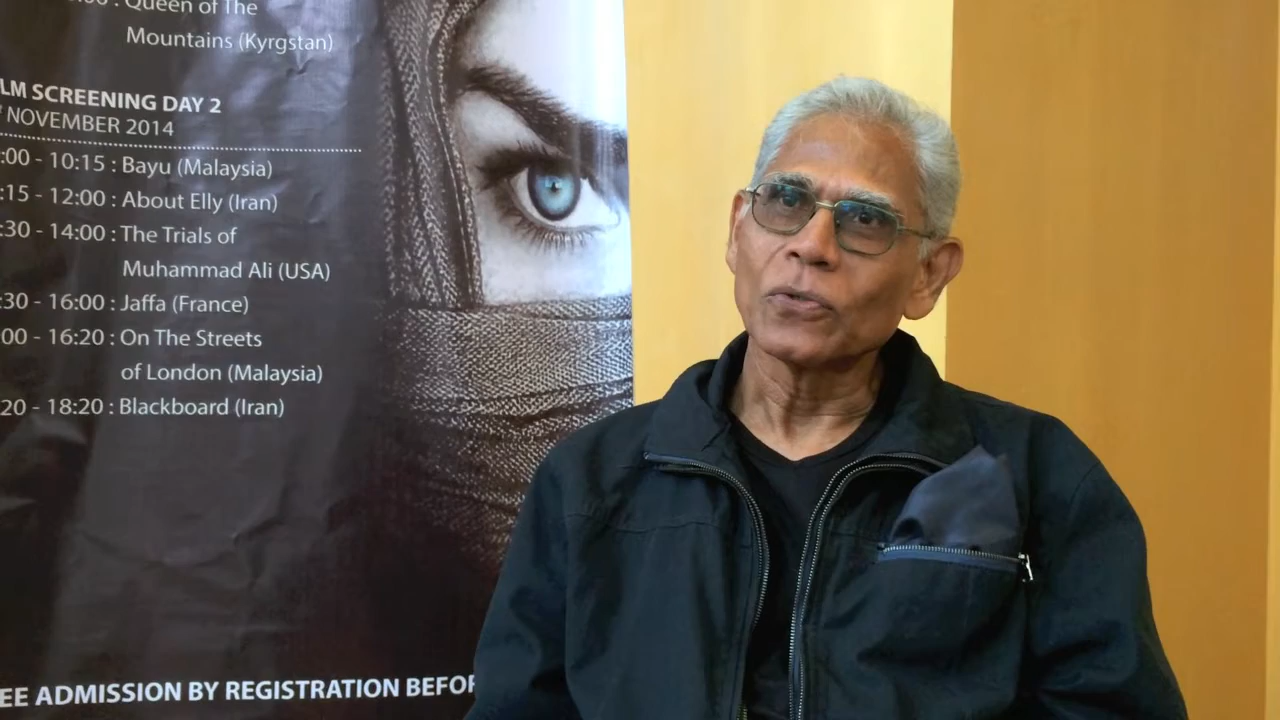 :00 : Queen of The
Mountains (Kyrgstan)
LM SCREENING DAY 2
NOVEMBER 2014
:00 - 10:15 : Bayu (Malaysia)
:15 - 12:00 : About Elly (Iran)
:30 - 14:00 : The Trials of
Muhammad Ali (USA)
:30 - 16:00 : Jaffa (France)
00 - 16:20 : On The Streets
of London (Malaysia)
20 - 18:20 : Blackboard (Iran)
EE ADMISSION BY REGISTRATION BEFOR